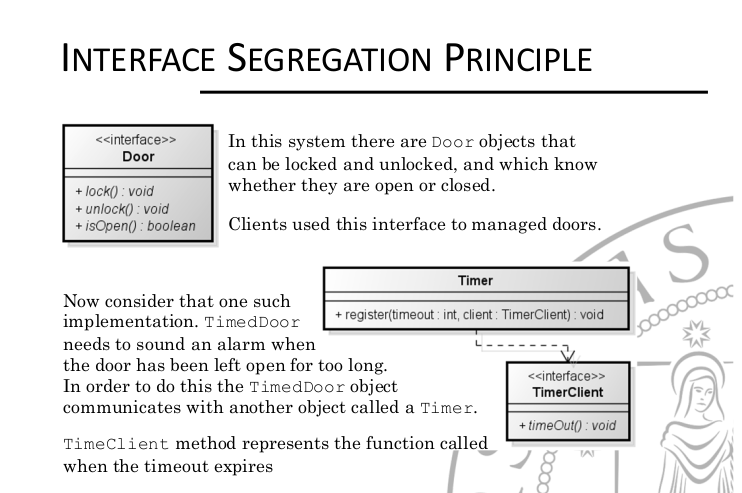 INTERFACE SEGREGATION PRINCIPLE
<<interface>>
Door
+ lock() : void
+ unlock() : void
+ isOpen() : boolean
In this system there are Door objects that
can be locked and unlocked, and which know
whether they are open or closed.
Clients used this interface to managed doors.
Timer
+ register(timeout : int, client : TimerClient) : void
Now consider that one such
implementation. TimedDoor
needs to sound an alarm when
the door has been left open for too long.
In order to do this the TimedDoor object
communicates with another object called a Timer.
<<interface>>
TimerClient
+ timeOut() : void
TimeClient method represents the function called
when the timeout expires
AS